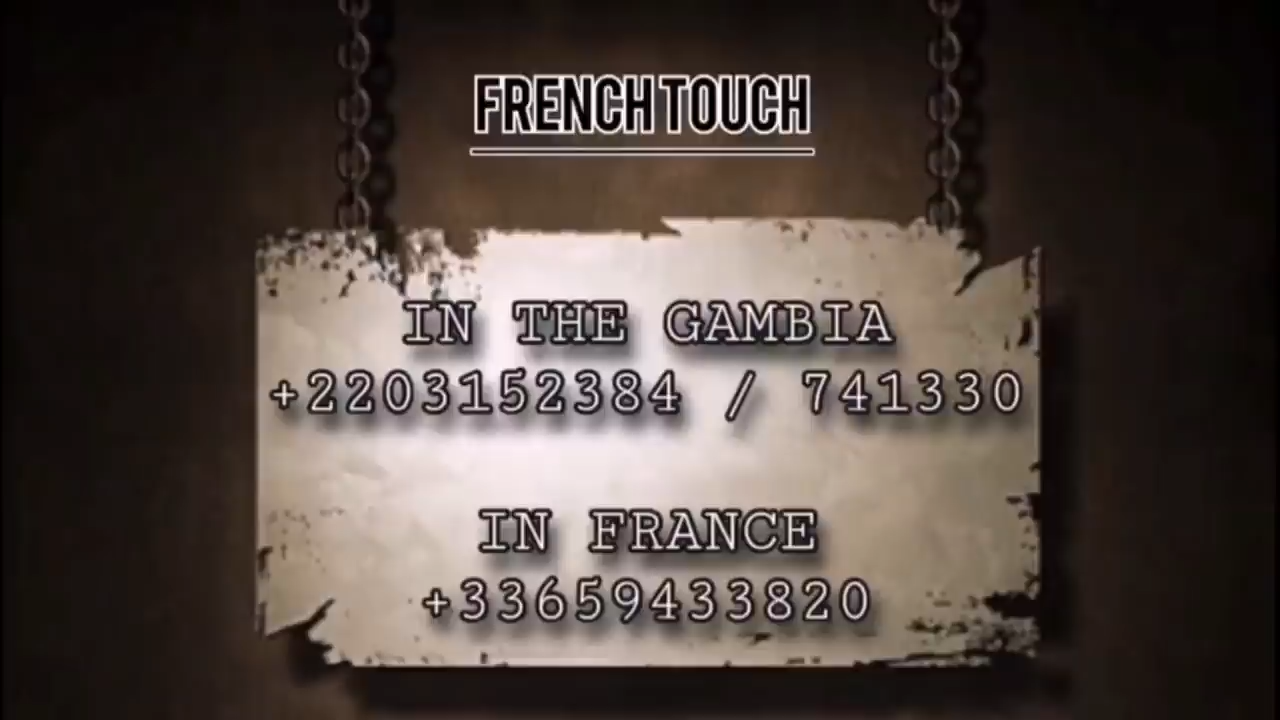 FRENCH TOUCH
IN THE GAMBIA
+2203152384 / 741330
IN FRANCE
+33659433820